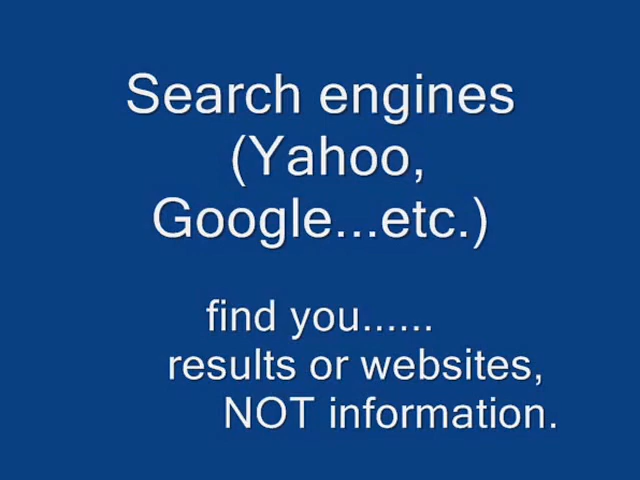 Search engines
(Yahoo,
Google...etc.)
find you......
results or websites,
NOT information.